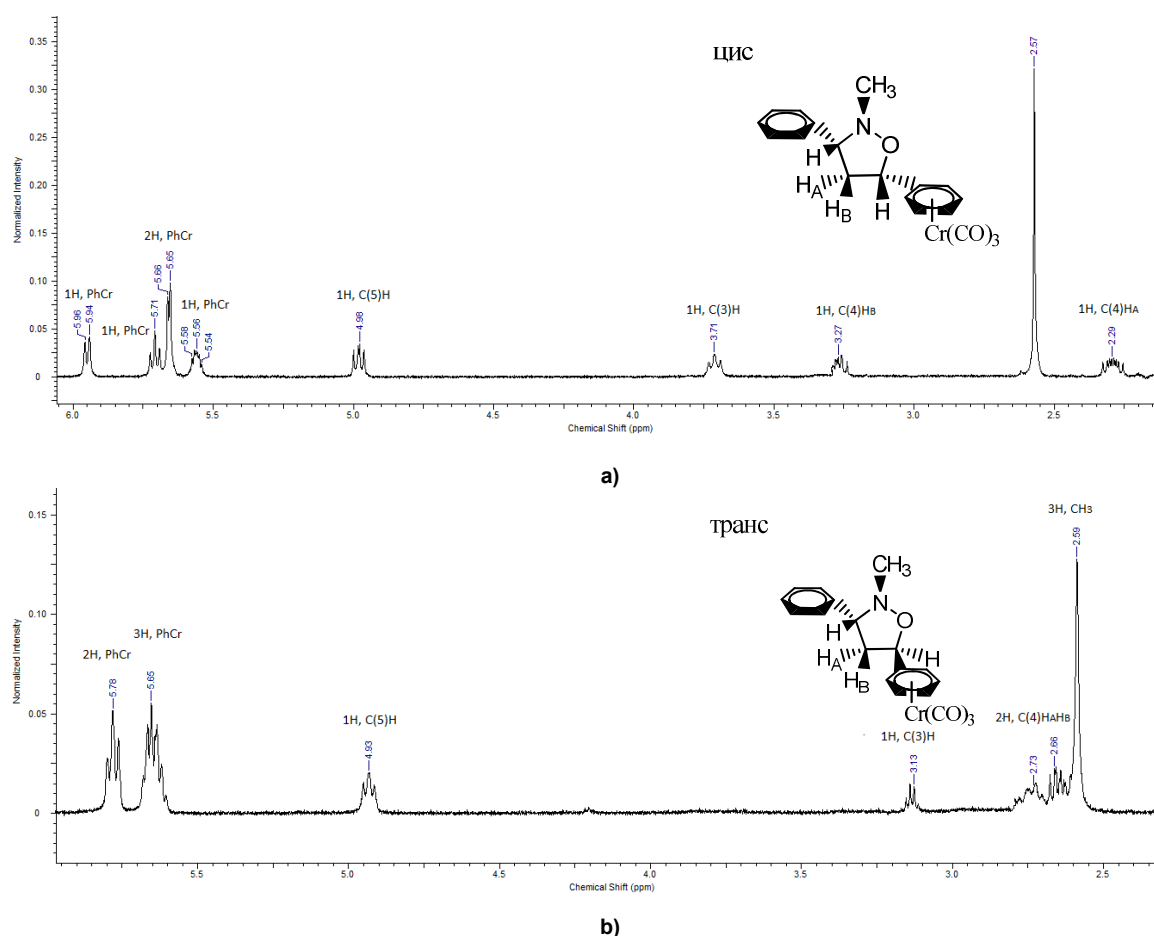 0.35
0.30
0.25
0.20
0.15
0.10
0.05
0
Normalized Intensity
цис
CH3
N
O
H
HA
HB
H
Cr(CO)3
2.57
1H, PhCr
5.96
5.94
1H, PhCr
5.71
2H, PhCr
5.66
5.65
1H, PhCr
5.58
5.56
5.54
1H, C(5)H
4.98
1H, C(3)H
3.71
1H, C(4)HB
3.27
1H, C(4)HA
2.29
6.0 5.5 5.0 4.5 4.0 3.5 3.0 2.5
Chemical Shift (ppm)
a)
0.15
0.10
0.05
0
Normalized Intensity
транс
CH3
N
O
H
HA
HB
H
Cr(CO)3
3H, CH3
2.59
2H, PhCr
5.78
3H, PhCr
5.65
1H, C(5)H
4.93
1H, C(3)H
3.13
2H, C(4)HAHB
2.73
2.66
5.5 5.0 4.5 4.0 3.5 3.0 2.5
Chemical Shift (ppm)
b)